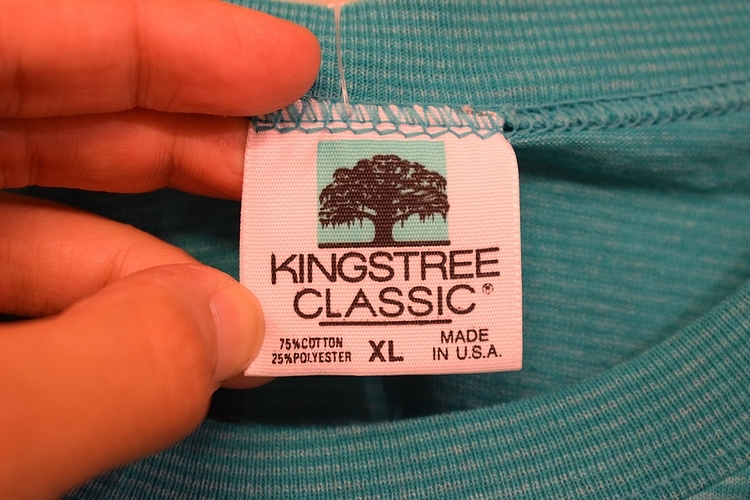 KINGSTREE
CLASSIC®
75% COTTON
25% POLYESTER
XL
MADE
IN U.S.A.